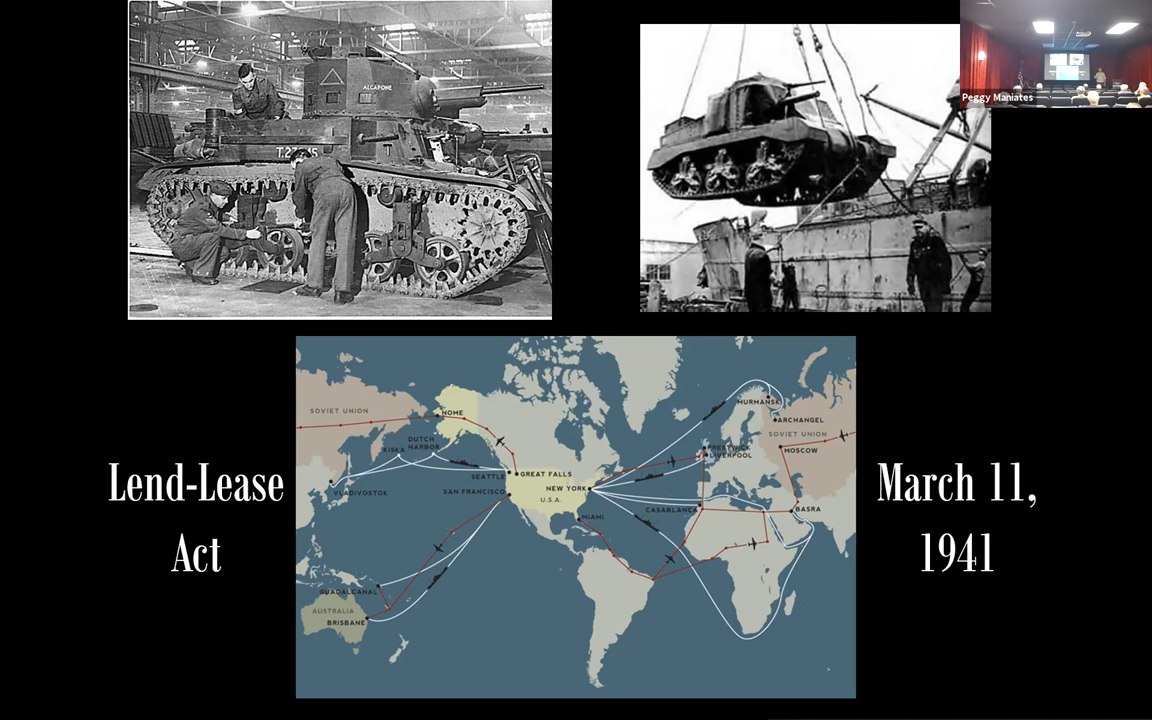 ALCAPONE
Peggy Maniates
Lend-Lease
Act
March 11,
1941
SOVIET UNION
NOME
DUTCH
HARBOR
KISKA
VLADIVOSTOK
SEATTLE
GREAT FALLS
SAN FRANCISCO
NEW YORK
U.S.A.
MIAMI
GUADALCANAL
AUSTRALIA
BRISBANE
MURMANSK
ARCHANGEL
SOVIET UNION
MOSCOW
PRESTWICK
LIVERPOOL
CASABLANCA
BASRA